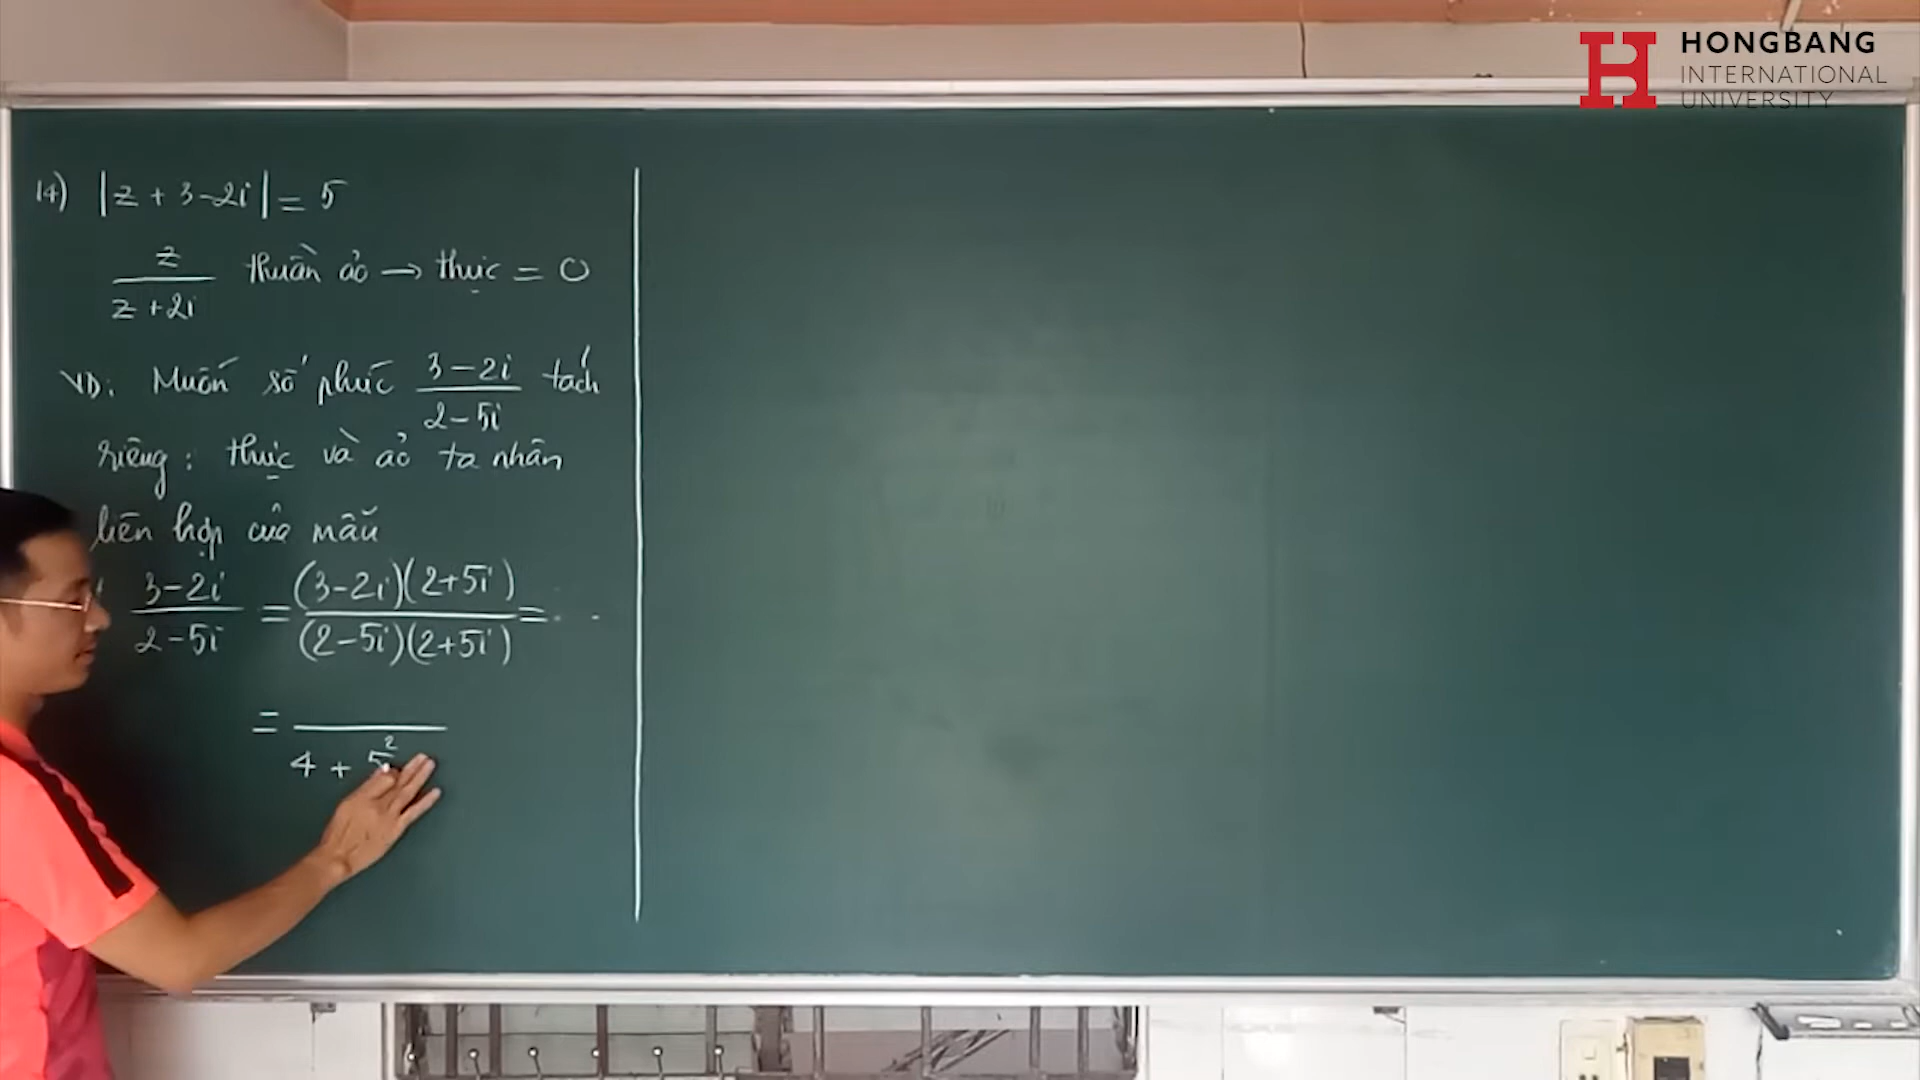 HONGBANG
INTERNATIONAL
UNIVERSITY
14) |z + 3 - 2i| = 5
z / (z + 2i) thuần ảo → thực = 0
VD: Muốn số phức (3 - 2i) / (2 - 5i) tách
riêng: thực và ảo ta nhân
liên hợp của mẫu
(3 - 2i) / (2 - 5i) = (3 - 2i)(2 + 5i) / (2 - 5i)(2 + 5i) = ...
= ―
4 + 5²